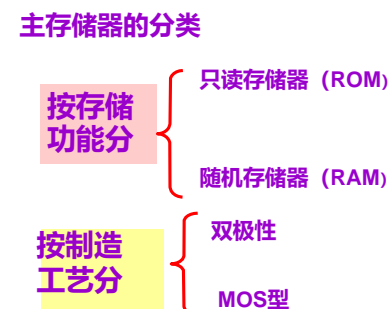 主存储器的分类
只读存储器（ROM）
按存储
功能分
随机存储器（RAM）
双极性
按制造
工艺分
MOS型